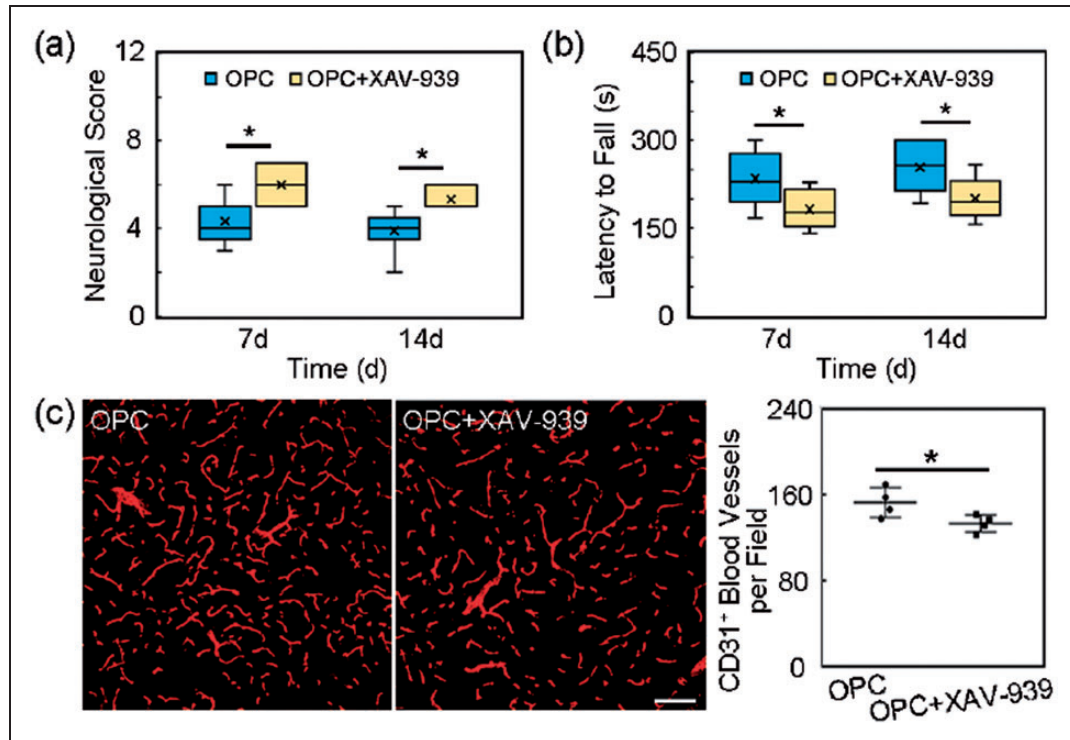 (a)
12
8
4
0
Neurological Score
OPC OPC+XAV-939
*
*
7d 14d
Time (d)
(b)
450
300
150
0
Latency to Fall (s)
OPC OPC+XAV-939
*
*
7d 14d
Time (d)
(c)
OPC
OPC+XAV-939
CD31+ Blood Vessels
per Field
240
160
80
0
*
OPC
OPC+XAV-939